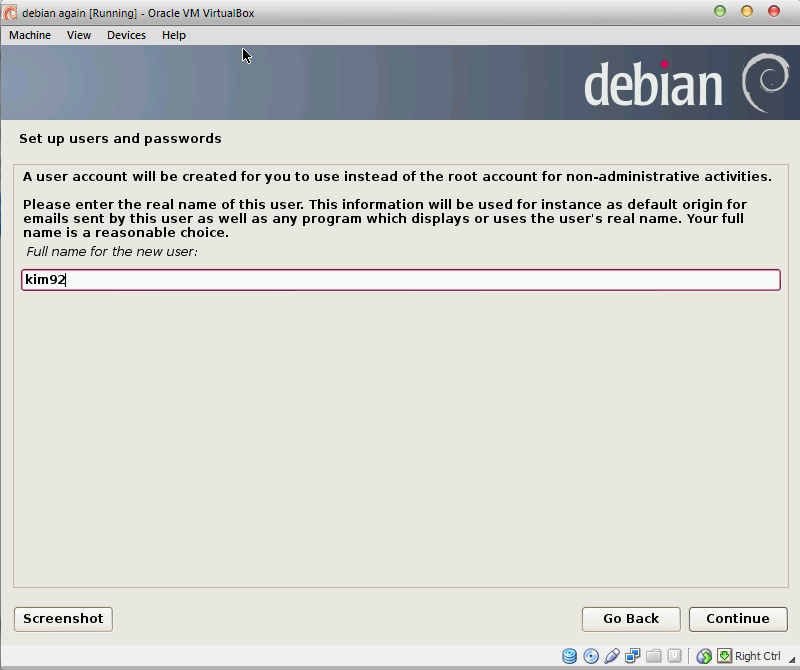 debian again [Running] - Oracle VM VirtualBox
Machine View Devices Help
debian
Set up users and passwords
A user account will be created for you to use instead of the root account for non-administrative activities.
Please enter the real name of this user. This information will be used for instance as default origin for
emails sent by this user as well as any program which displays or uses the user's real name. Your full
name is a reasonable choice.
Full name for the new user:
kim92
Screenshot Go Back Continue
Right Ctrl